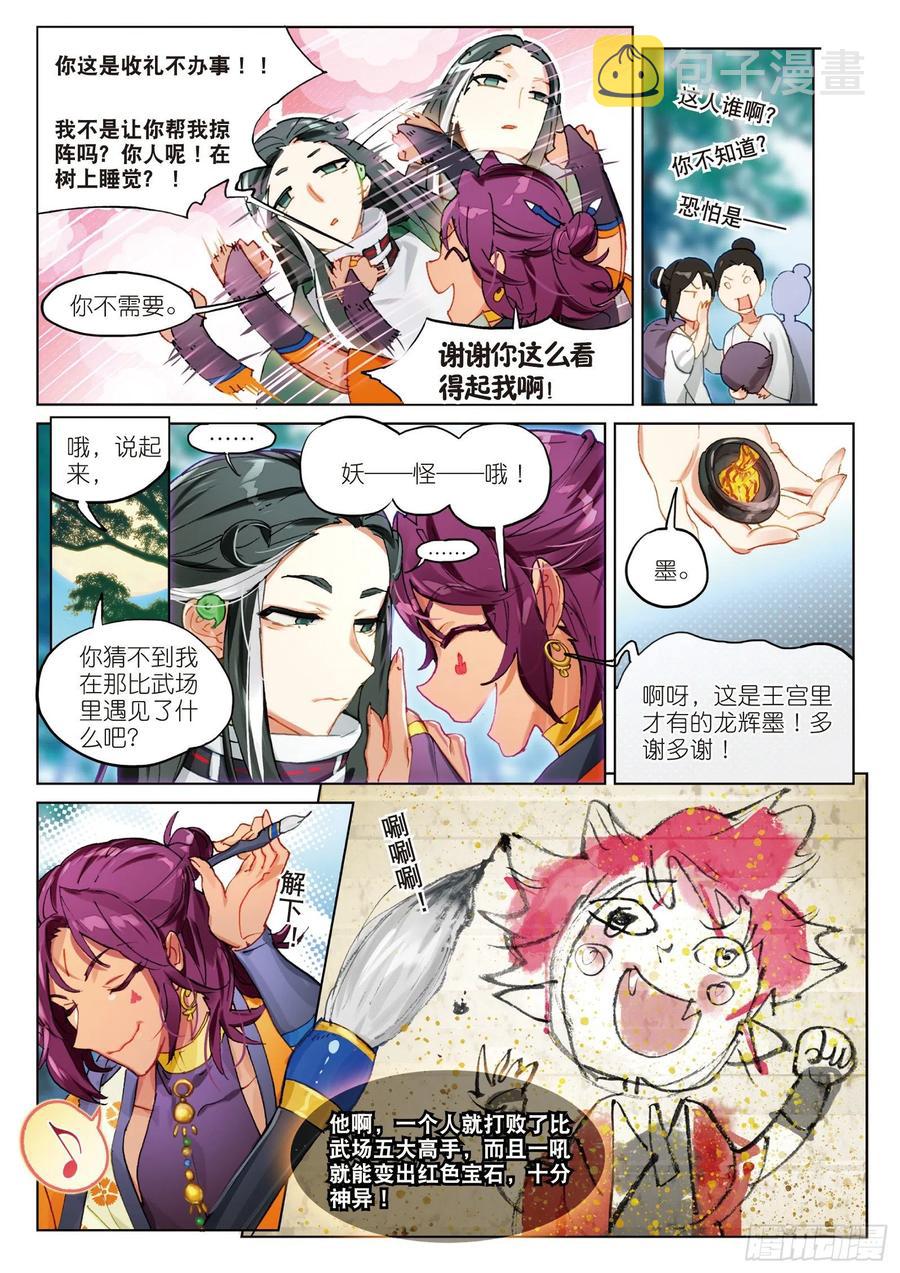 你这是收礼不办事！！
我不是让你帮我掠
阵吗？你人呢！在
树上睡觉？！
你不需要。
谢谢你这么看
得起我啊！
包子漫畫
这人谁啊？
你不知道？
恐怕是——
哦，说起
来，
……
妖——怪——哦！
……
你猜不到我
在那比武场
里遇见了什
么吧？
墨。
啊呀，这是王宫里
才有的龙辉墨！多
谢多谢！
解下！
唰唰唰！
他啊，一个人就打败了比
武场五大高手，而且一吼
就能变出红色宝石，十分
神异！
腾讯动漫